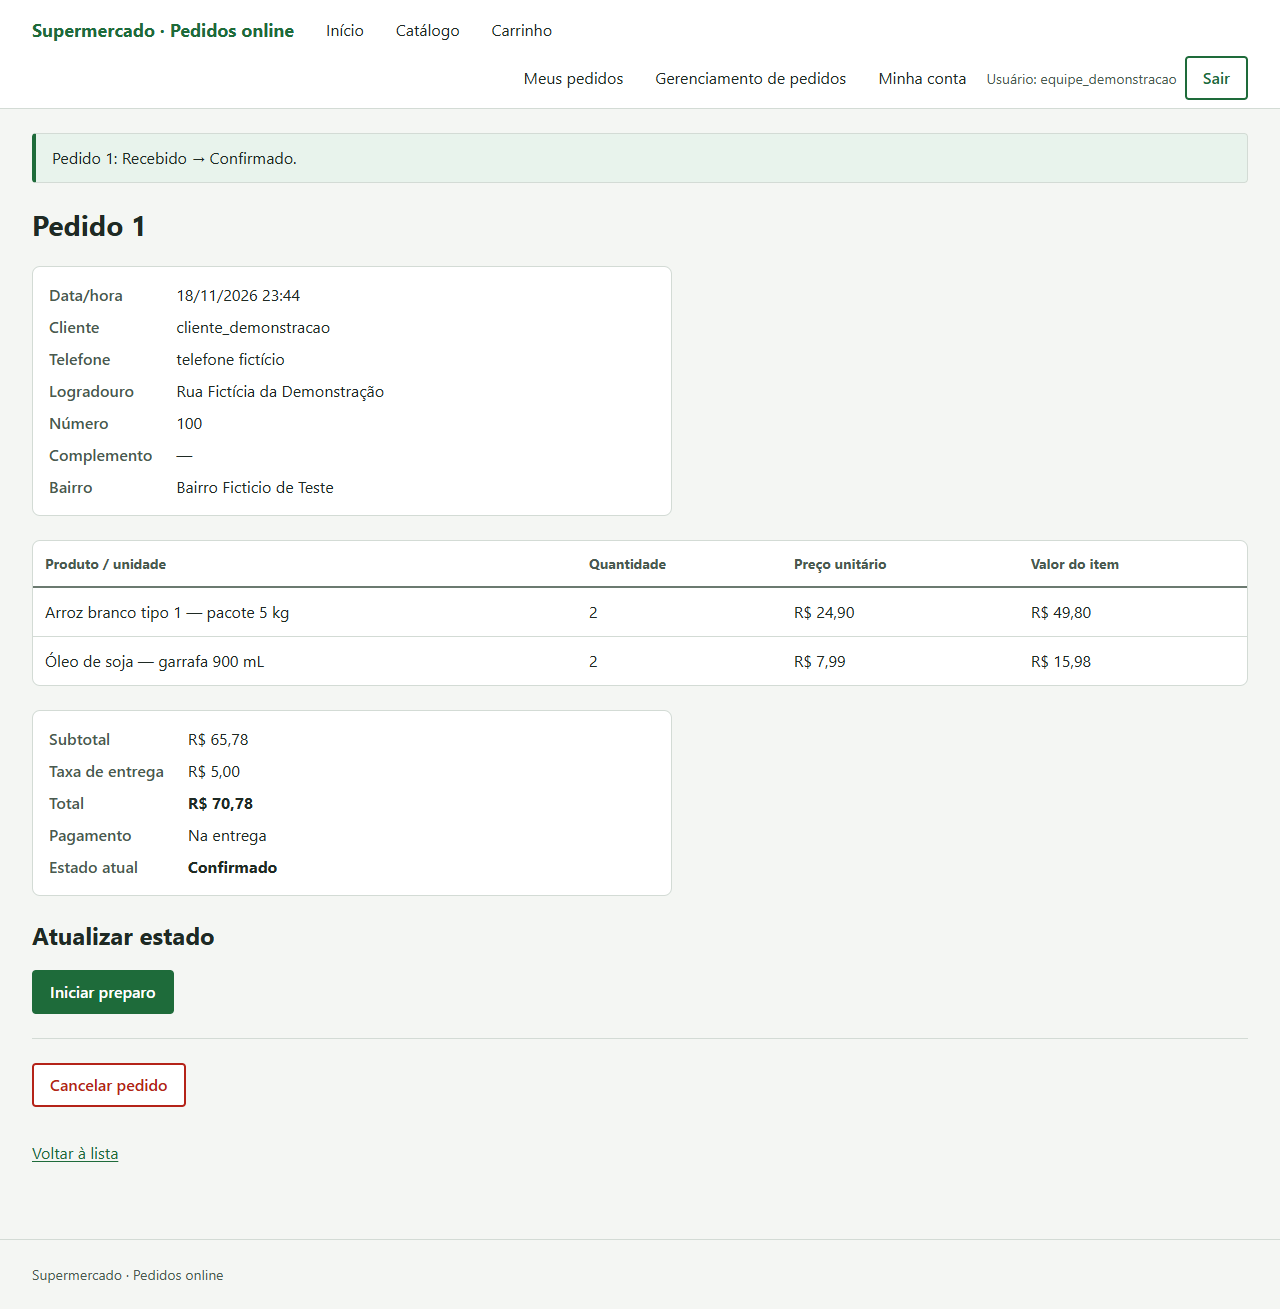 Supermercado · Pedidos online Início Catálogo Carrinho
Meus pedidos Gerenciamento de pedidos Minha conta Usuário: equipe_demonstracao Sair
Pedido 1: Recebido → Confirmado.
Pedido 1
Data/hora 18/11/2026 23:44
Cliente cliente_demonstracao
Telefone telefone fictício
Logradouro Rua Fictícia da Demonstração
Número 100
Complemento —
Bairro Bairro Ficticio de Teste
Produto / unidade Quantidade Preço unitário Valor do item
Arroz branco tipo 1 — pacote 5 kg 2 R$ 24,90 R$ 49,80
Óleo de soja — garrafa 900 mL 2 R$ 7,99 R$ 15,98
Subtotal R$ 65,78
Taxa de entrega R$ 5,00
Total R$ 70,78
Pagamento Na entrega
Estado atual Confirmado
Atualizar estado
Iniciar preparo
Cancelar pedido
Voltar à lista
Supermercado · Pedidos online